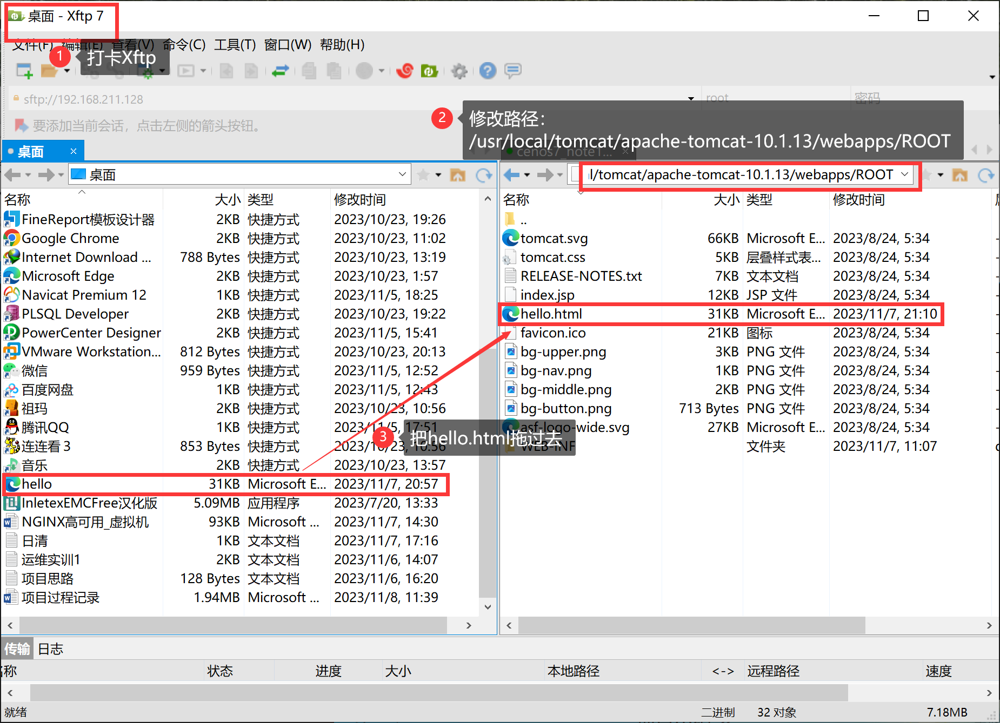 桌面 - Xftp 7
文件(F) 编辑(E) 查看(V) 命令(C) 工具(T) 窗口(W) 帮助(H)
1 打卡Xftp
sftp://192.168.211.128 root 密码
要添加当前会话，点击左侧的箭头按钮。
2 修改路径：
/usr/local/tomcat/apache-tomcat-10.1.13/webapps/ROOT
桌面 × cenos7_note1... ×
桌面
l/tomcat/apache-tomcat-10.1.13/webapps/ROOT
名称 大小 类型 修改时间
FineReport模板设计器 2KB 快捷方式 2023/10/23, 19:26
Google Chrome 2KB 快捷方式 2023/10/23, 11:02
Internet Download ... 788 Bytes 快捷方式 2023/10/23, 13:19
Microsoft Edge 2KB 快捷方式 2023/10/23, 1:57
Navicat Premium 12 1KB 快捷方式 2023/11/5, 18:25
PLSQL Developer 2KB 快捷方式 2023/10/23, 19:22
PowerCenter Designer 2KB 快捷方式 2023/11/5, 15:41
VMware Workstation... 812 Bytes 快捷方式 2023/10/23, 20:13
微信 959 Bytes 快捷方式 2023/11/5, 12:52
百度网盘 1KB 快捷方式 2023/11/5, 12:43
祖玛 2KB 快捷方式 2023/10/23, 10:56
腾讯QQ 1KB 快捷方式 2023/11/5, 17:51
连连看 3 853 Bytes 快捷方式 2023/10/23, 10:56
音乐 2KB 快捷方式 2023/10/23, 13:57
hello 31KB Microsoft E... 2023/11/7, 20:57
InletexEMCFree汉化版 5.09MB 应用程序 2023/7/20, 13:33
NGINX高可用_虚拟机 93KB Microsoft ... 2023/11/7, 14:30
日清 1KB 文本文档 2023/11/7, 17:16
运维实训1 2KB 文本文档 2023/11/6, 14:07
项目思路 128 Bytes 文本文档 2023/11/6, 16:20
项目过程记录 1.94MB Microsoft ... 2023/11/8, 11:39
名称 大小 类型 修改时间
..
tomcat.svg 66KB Microsoft E... 2023/8/24, 5:34
tomcat.css 5KB 层叠样式表... 2023/8/24, 5:34
RELEASE-NOTES.txt 7KB 文本文档 2023/8/24, 5:34
index.jsp 12KB JSP 文件 2023/8/24, 5:34
hello.html 31KB Microsoft E... 2023/11/7, 21:10
favicon.ico 21KB 图标 2023/8/24, 5:34
bg-upper.png 3KB PNG 文件 2023/8/24, 5:34
bg-nav.png 1KB PNG 文件 2023/8/24, 5:34
bg-middle.png 2KB PNG 文件 2023/8/24, 5:34
bg-button.png 713 Bytes PNG 文件 2023/8/24, 5:34
asf-logo-wide.svg 27KB Microsoft E... 2023/8/24, 5:34
WEB-INF 文件夹 2023/11/7, 11:07
3 把hello.html拖过去
传输 日志
名称 状态 进度 大小 本地路径 <-> 远程路径 速度
就绪 二进制 32 对象 7.18MB